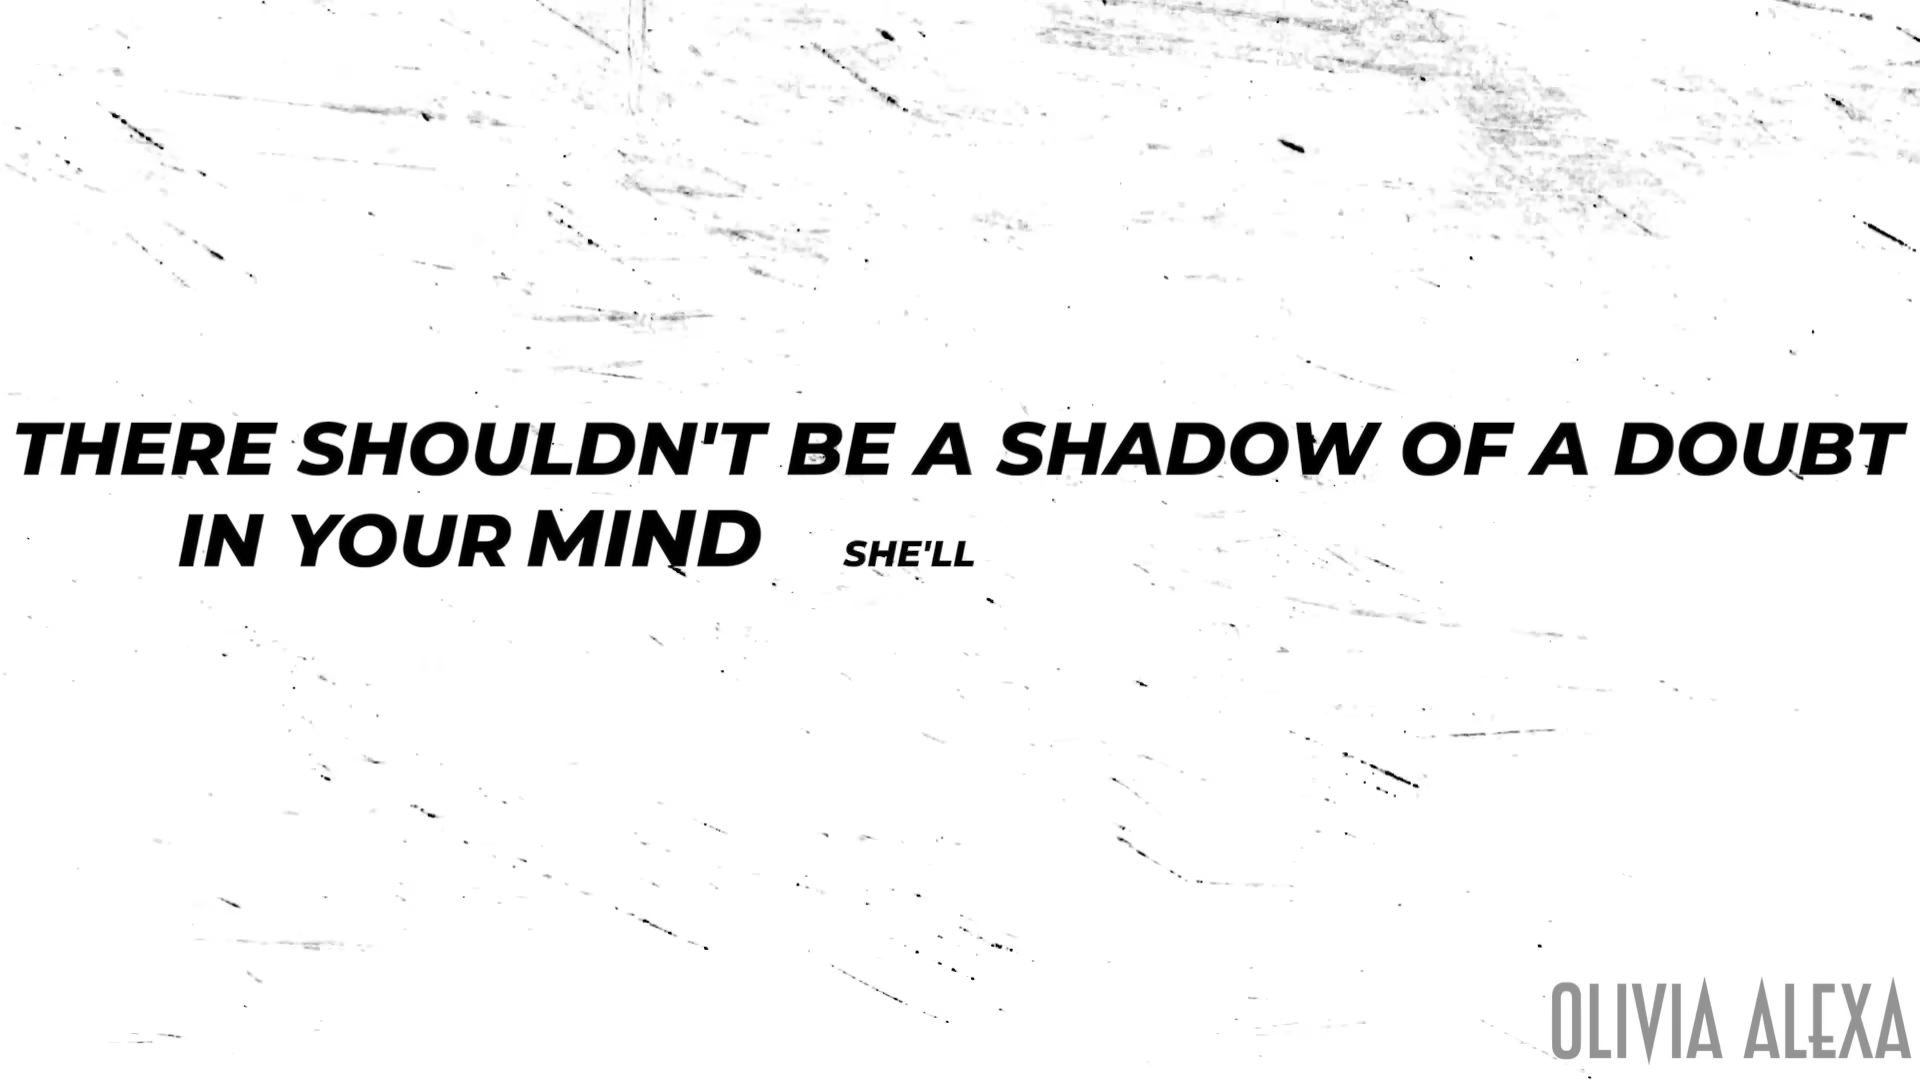 THERE SHOULDN'T BE A SHADOW OF A DOUBT
IN YOUR MIND SHE'LL
OLIVIA ALEXA